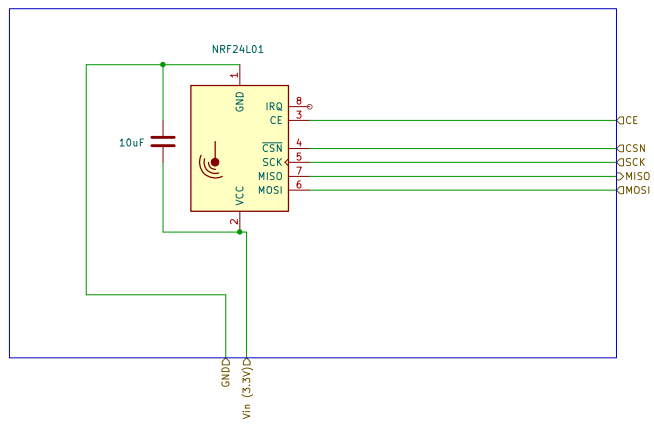 NRF24L01
1
GND
IRQ 8
CE 3
CE
10uF
CSN 4
CSN
SCK 5
SCK
MISO 7
MISO
MOSI 6
MOSI
VCC
2
GND
Vin (3.3V)